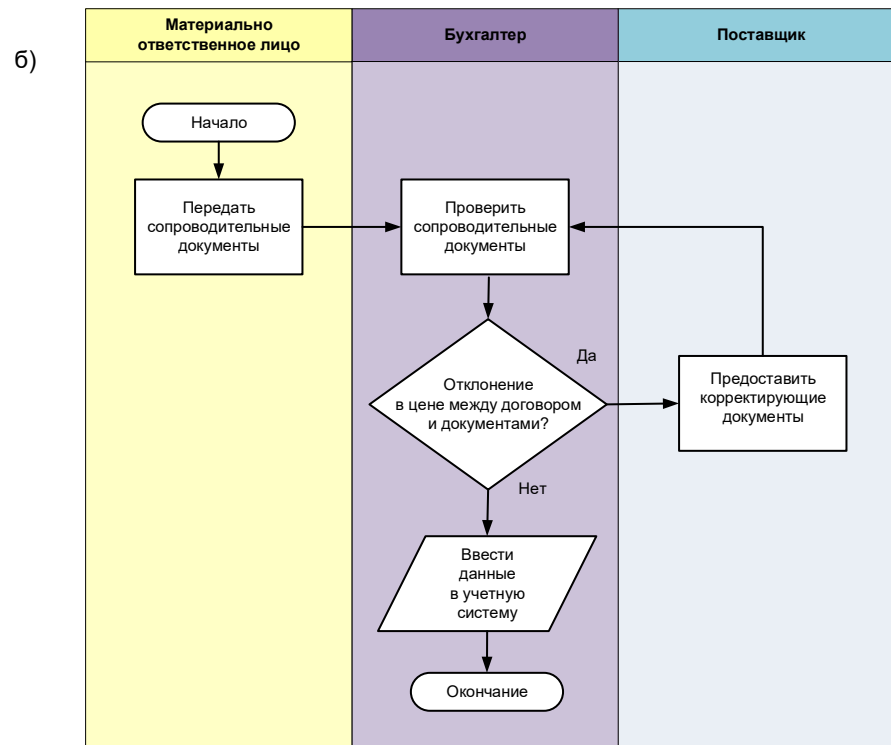 б)
Материально
ответственное лицо
Бухгалтер
Поставщик
Начало
Передать
сопроводительные
документы
Проверить
сопроводительные
документы
Да
Отклонение
в цене между договором
и документами?
Предоставить
корректирующие
документы
Нет
Ввести
данные
в учетную
систему
Окончание